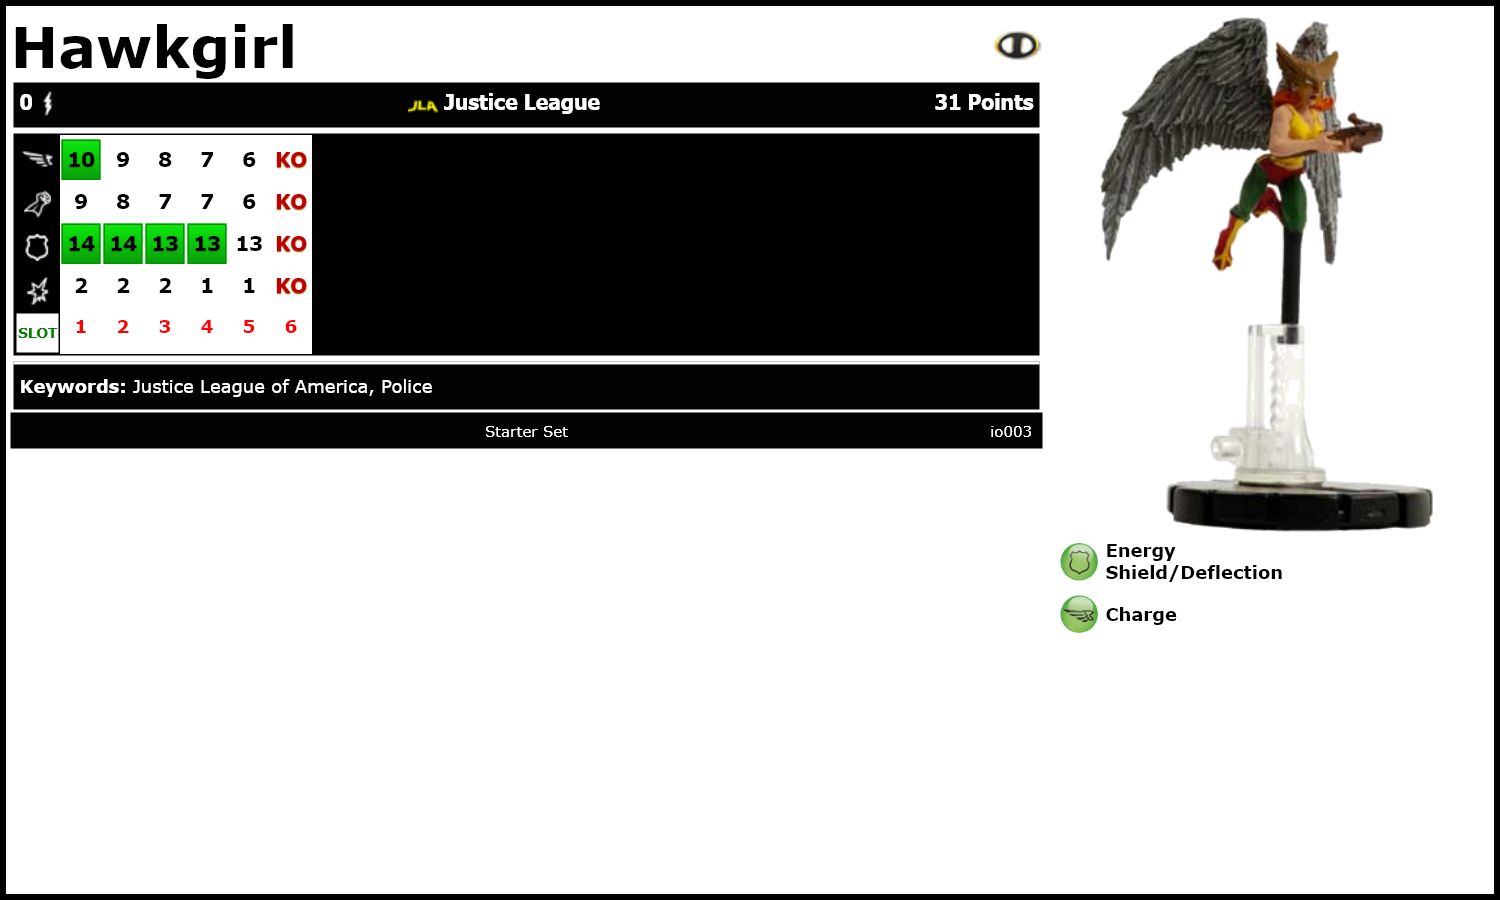 Hawkgirl
0 JLA Justice League 31 Points
10 9 8 7 6 KO
9 8 7 7 6 KO
14 14 13 13 13 KO
2 2 2 1 1 KO
SLOT 1 2 3 4 5 6
Keywords: Justice League of America, Police
Starter Set io003
Energy
Shield/Deflection
Charge